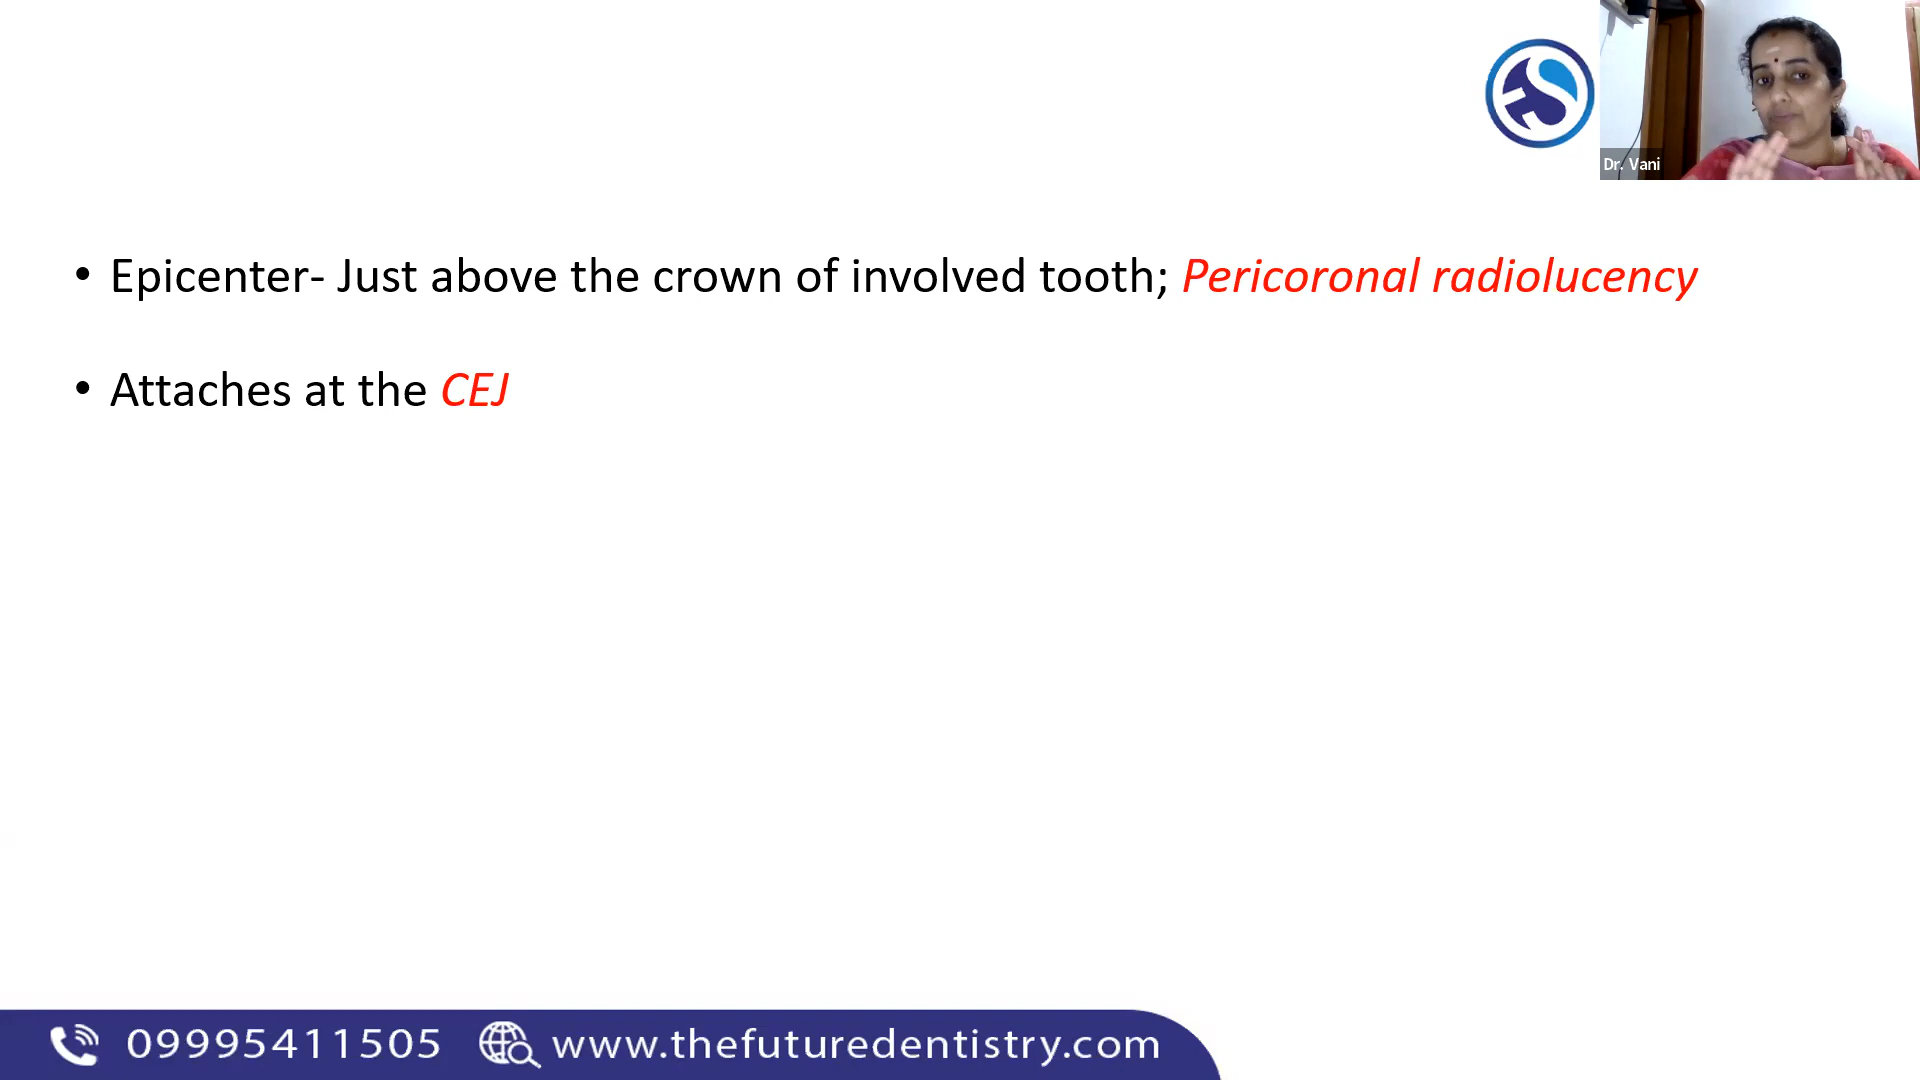 Dr. Vani
• Epicenter- Just above the crown of involved tooth; Pericoronal radiolucency
• Attaches at the CEJ
09995411505 www.thefuturedentistry.com